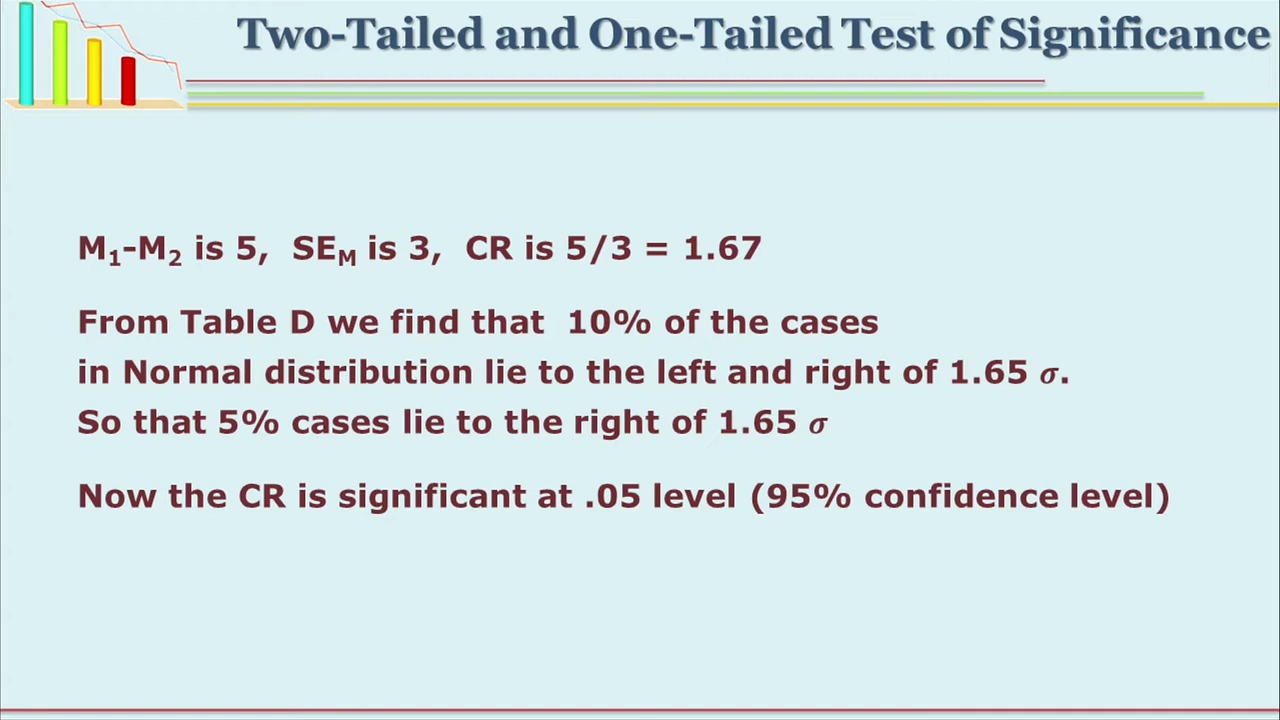 Two-Tailed and One-Tailed Test of Significance
M₁-M₂ is 5,  SEM is 3,  CR is 5/3 = 1.67
From Table D we find that  10% of the cases
in Normal distribution lie to the left and right of 1.65 σ.
So that 5% cases lie to the right of 1.65 σ
Now the CR is significant at .05 level (95% confidence level)